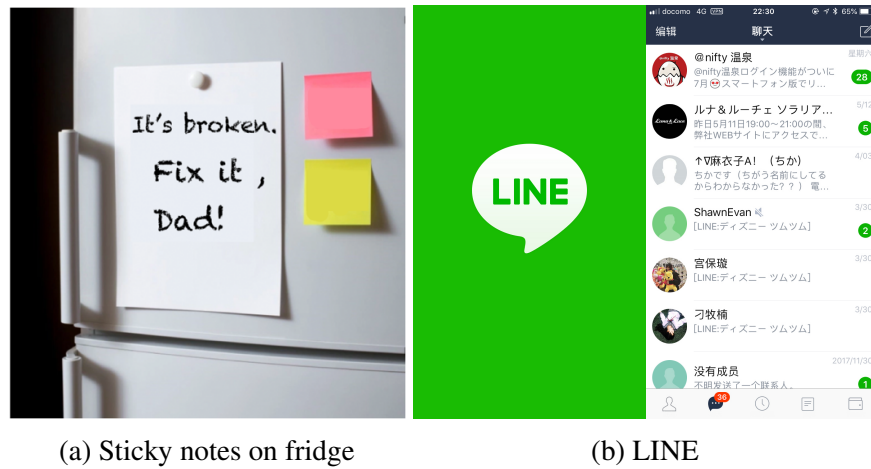 It's broken.
Fix it ,
Dad!
LINE
docomo 4G VPN 22:30 65%
编辑 聊天
@nifty 温泉 星期六
@nifty温泉ログイン機能がついに
7月😍スマートフォン版でリ... 28
ルナ＆ルーチェ ソラリア... 5/12
昨日5月11日19:00～21:00の間、
弊社WEBサイトにアクセスで... 5
↑∇麻衣子A！（ちか） 4/03
ちかです（ちがう名前にしてる
からわからなかった？？） 電...
ShawnEvan 3/30
[LINE:ディズニー ツムツム] 2
宫保璇 3/30
[LINE:ディズニー ツムツム]
刁牧楠 3/30
[LINE:ディズニー ツムツム]
没有成员 2017/11/30
不明发送了一个联系人。 1
36
(a) Sticky notes on fridge
(b) LINE